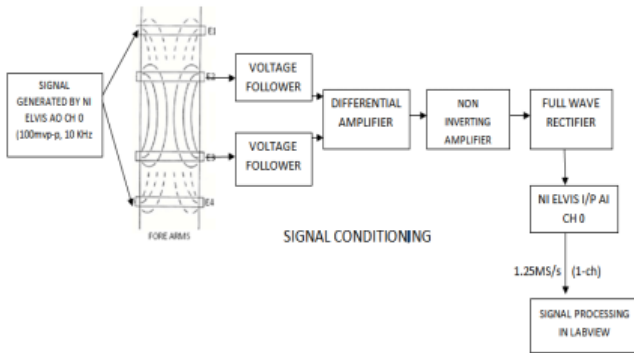 SIGNAL
GENERATED BY NI
ELVIS AO CH 0
(100mvp-p, 10 KHz
E1
E2
E3
E4
FORE ARMS
VOLTAGE
FOLLOWER
VOLTAGE
FOLLOWER
DIFFERENTIAL
AMPLIFIER
NON
INVERTING
AMPLIFIER
FULL WAVE
RECTIFIER
NI ELVIS I/P AI
CH 0
SIGNAL CONDITIONING
1.25MS/s (1-ch)
SIGNAL PROCESSING
IN LABVIEW